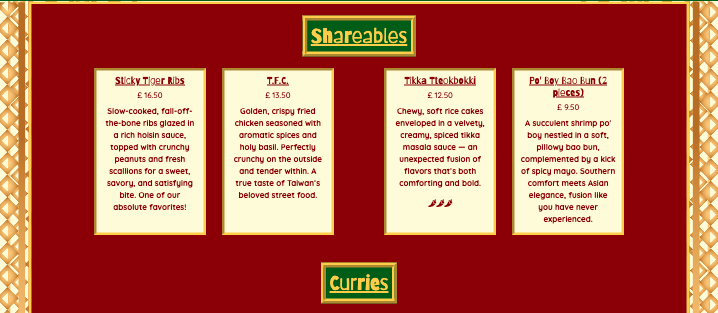 Shareables
Sticky Tiger Ribs
£ 16.50
Slow-cooked, fall-off-
the-bone ribs glazed in
a rich hoisin sauce,
topped with crunchy
peanuts and fresh
scallions for a sweet,
savory, and satisfying
bite. One of our
absolute favorites!
T.F.C.
£ 13.50
Golden, crispy fried
chicken seasoned with
aromatic spices and
holy basil. Perfectly
crunchy on the outside
and tender within. A
true taste of Taiwan's
beloved street food.
Tikka Tteokbokki
£ 12.50
Chewy, soft rice cakes
enveloped in a velvety,
creamy, spiced tikka
masala sauce — an
unexpected fusion of
flavors that's both
comforting and bold.
Po' Boy Bao Bun (2
pieces)
£ 9.50
A succulent shrimp po'
boy nestled in a soft,
pillowy bao bun,
complemented by a kick
of spicy mayo. Southern
comfort meets Asian
elegance, fusion like
you have never
experienced.
Curries